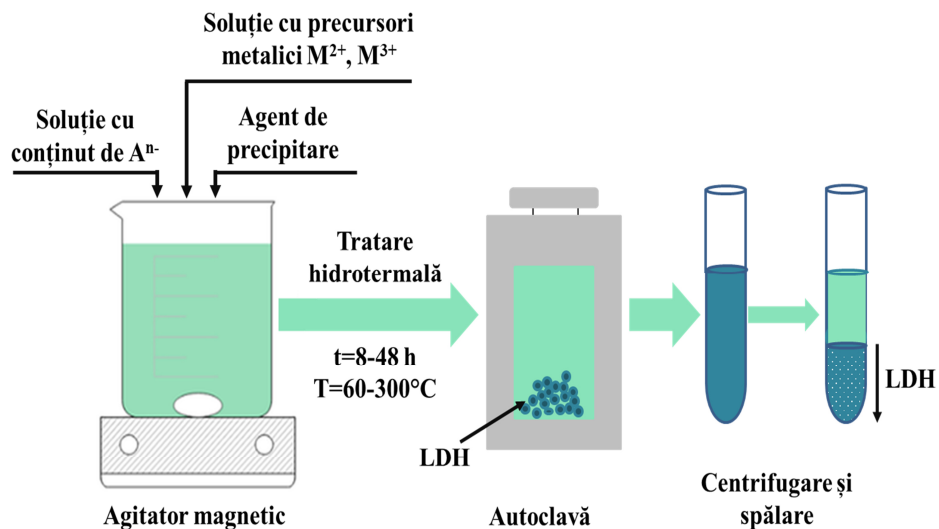 Soluție cu precursori
metalici M²⁺, M³⁺
Soluție cu
conținut de Aⁿ⁻
Agent de
precipitare
Tratare
hidrotermală
t=8-48 h
T=60-300°C
LDH
LDH
Agitator magnetic
Autoclavă
Centrifugare și
spălare